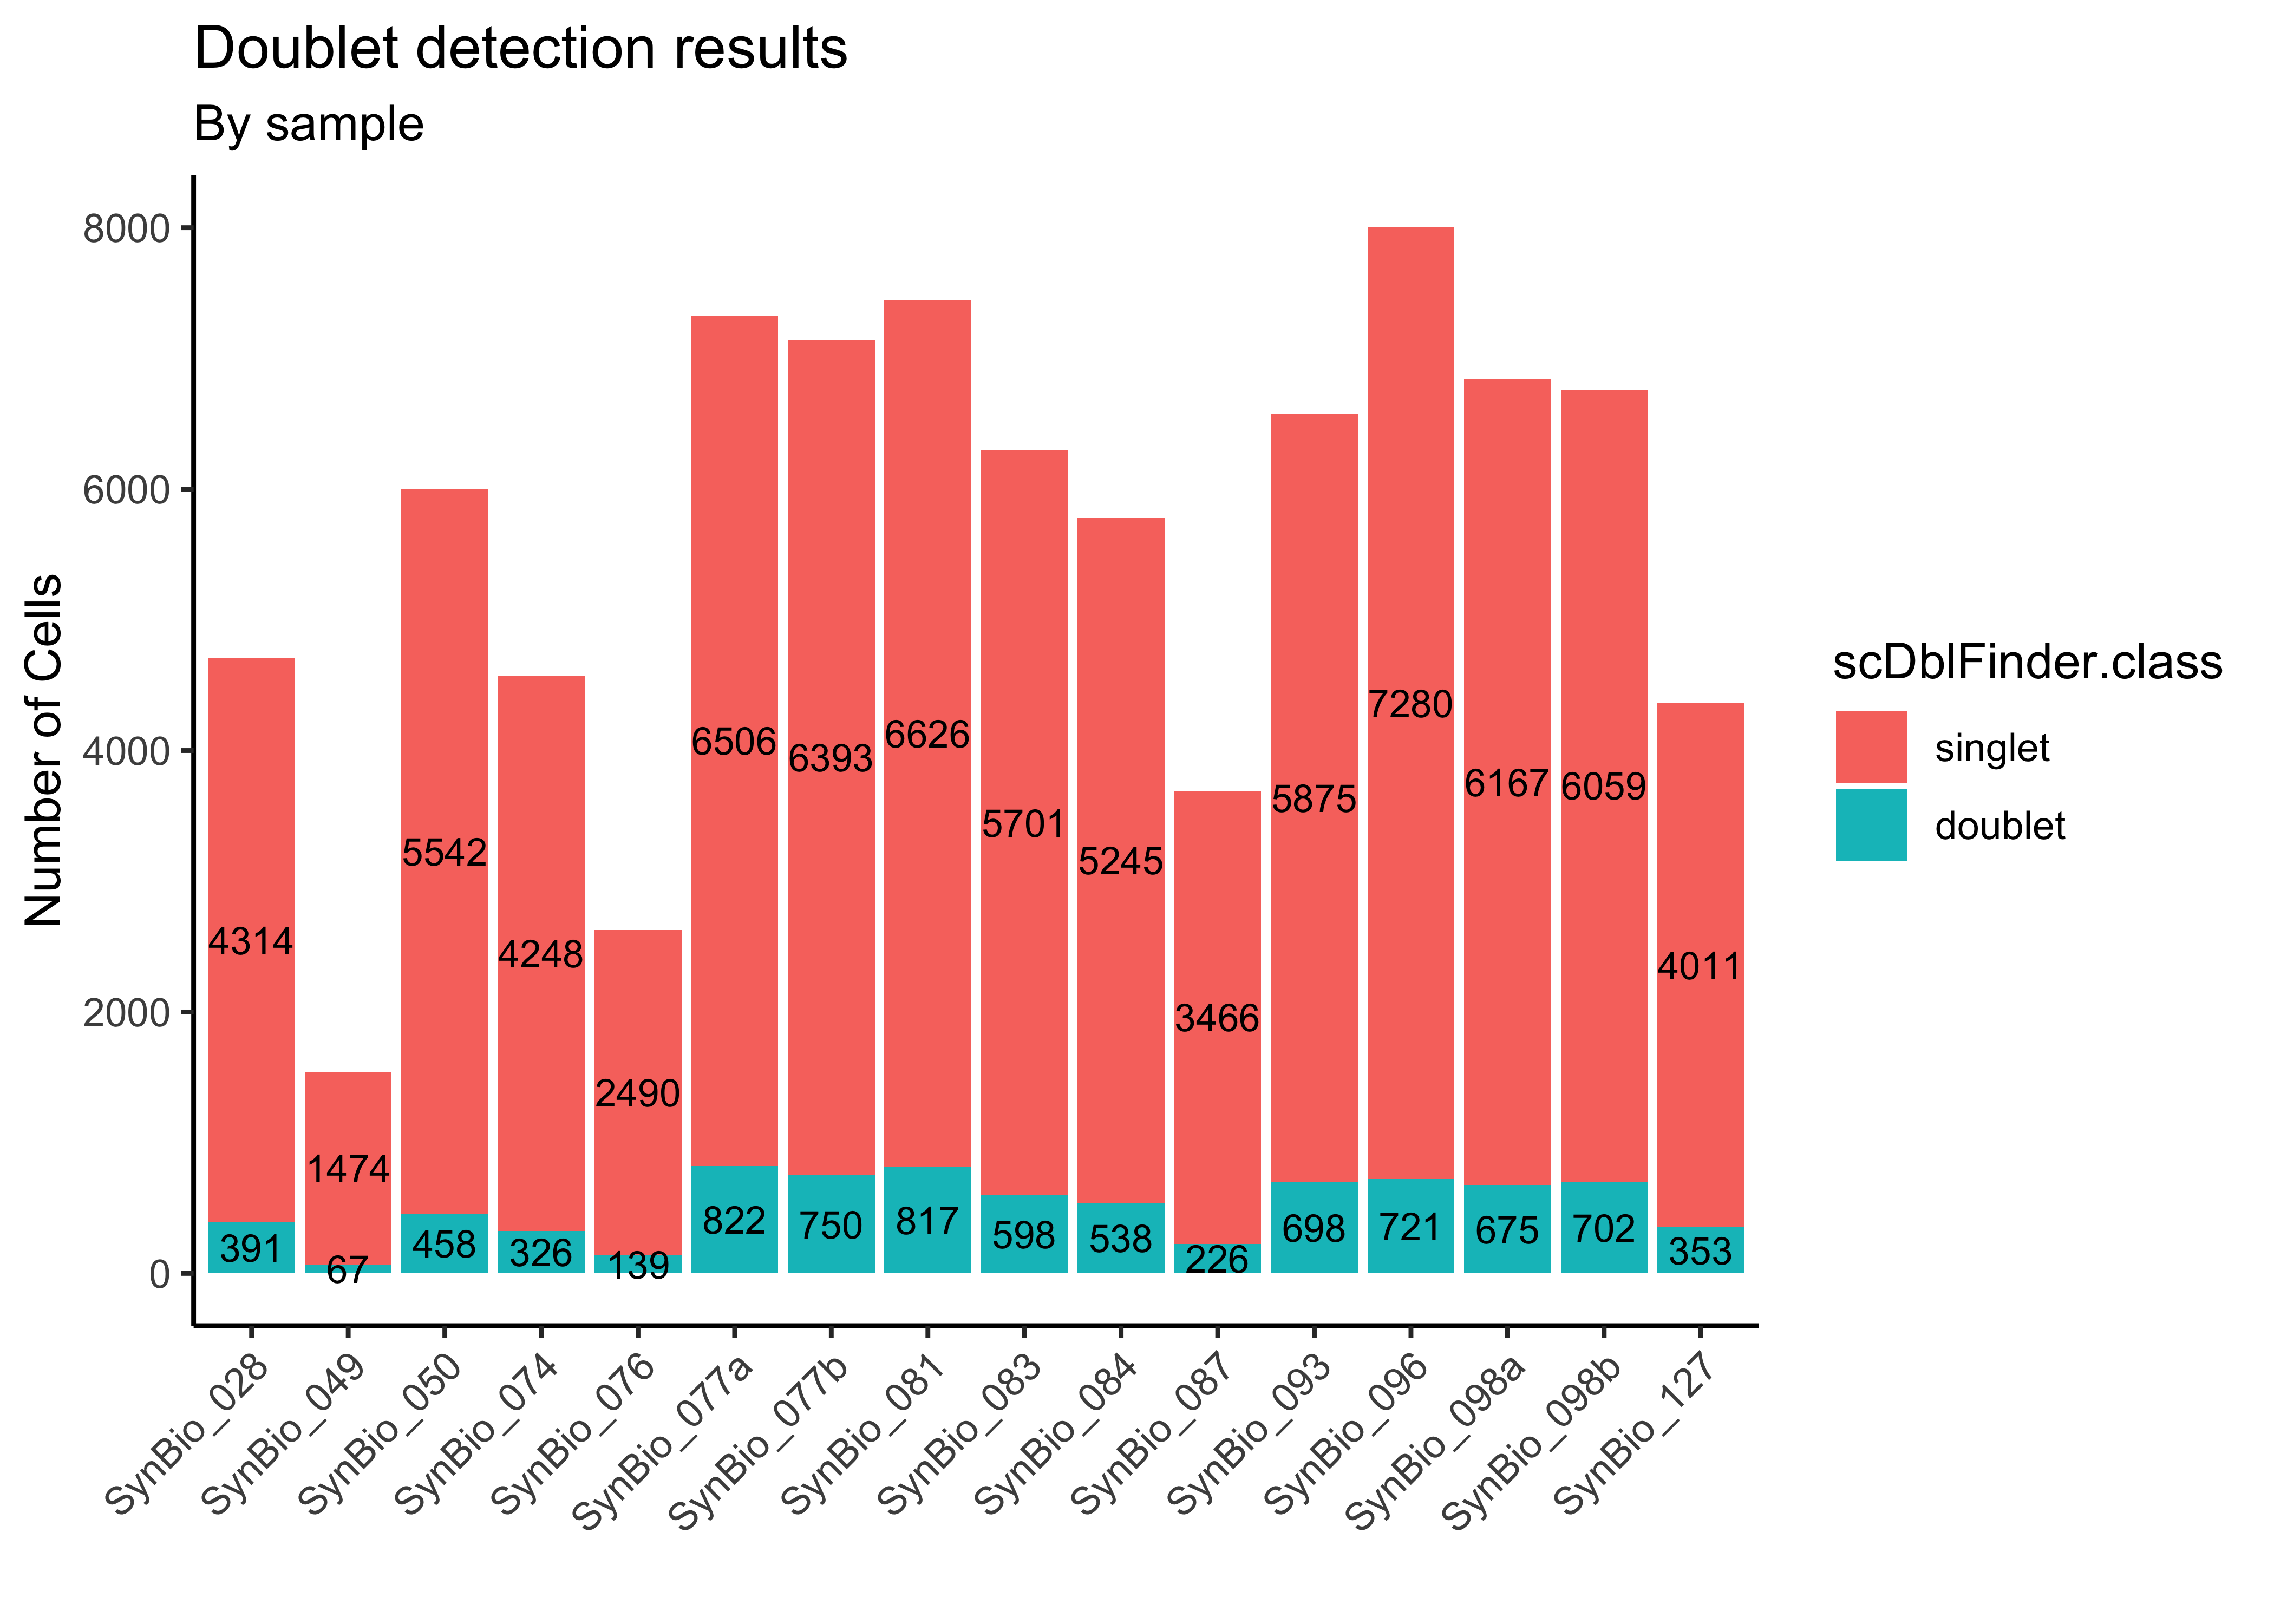 Doublet detection results
By sample
Number of Cells
8000
6000
4000
2000
0
4314
1474
5542
4248
2490
6506
6393
6626
5701
5245
3466
5875
7280
6167
6059
4011
391
67
458
326
139
822
750
817
598
538
226
698
721
675
702
353
SynBio_028
SynBio_049
SynBio_050
SynBio_074
SynBio_076
SynBio_077a
SynBio_077b
SynBio_081
SynBio_083
SynBio_084
SynBio_087
SynBio_093
SynBio_096
SynBio_098a
SynBio_098b
SynBio_127
scDblFinder.class
singlet
doublet